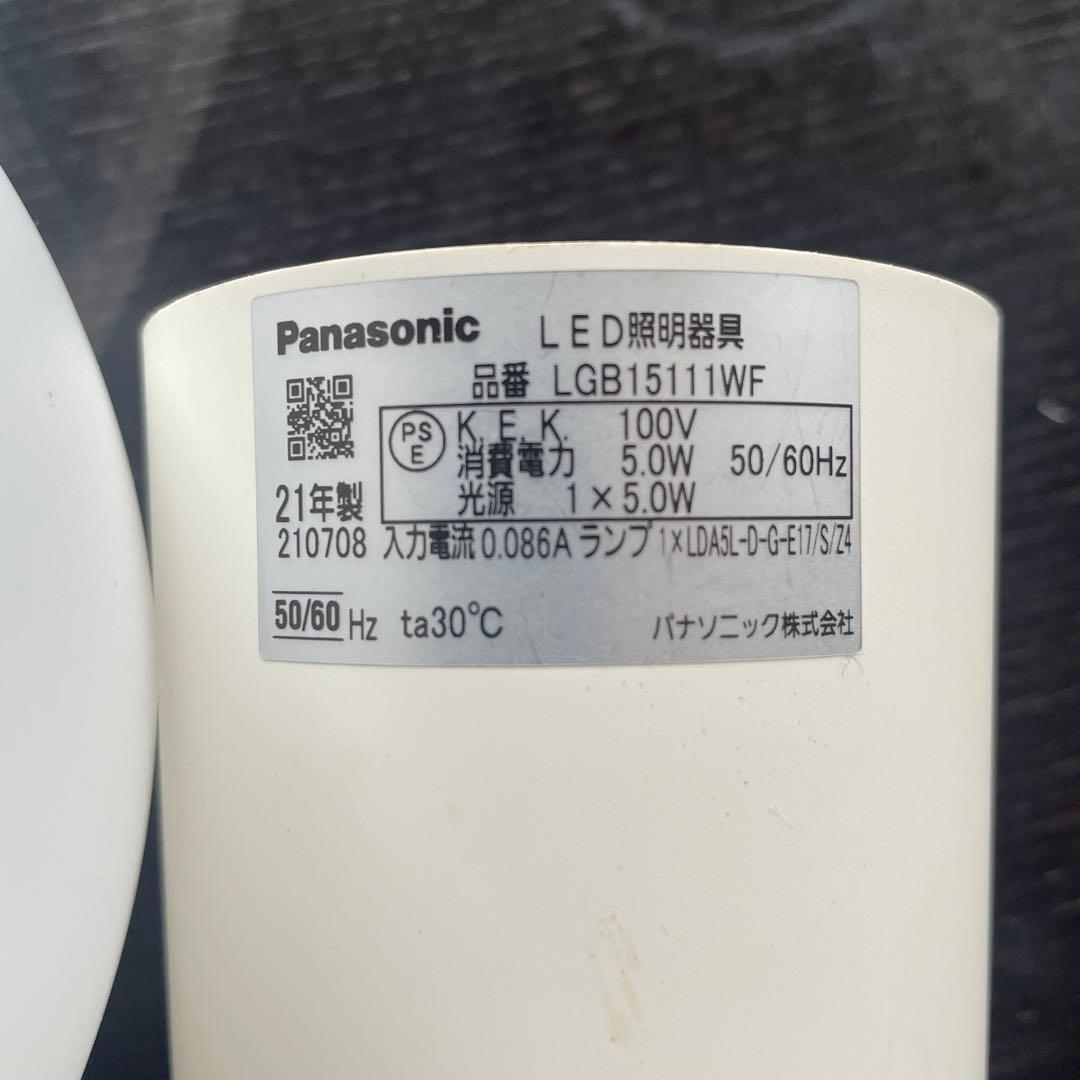 Panasonic LED照明器具
品番 LGB15111WF
PS
E
K.E.K. 100V
消費電力 5.0W 50/60Hz
光源 1×5.0W
21年製
210708 入力電流 0.086A ランプ 1×LDA5L-D-G-E17/S/Z4
50/60 Hz ta30℃ パナソニック株式会社